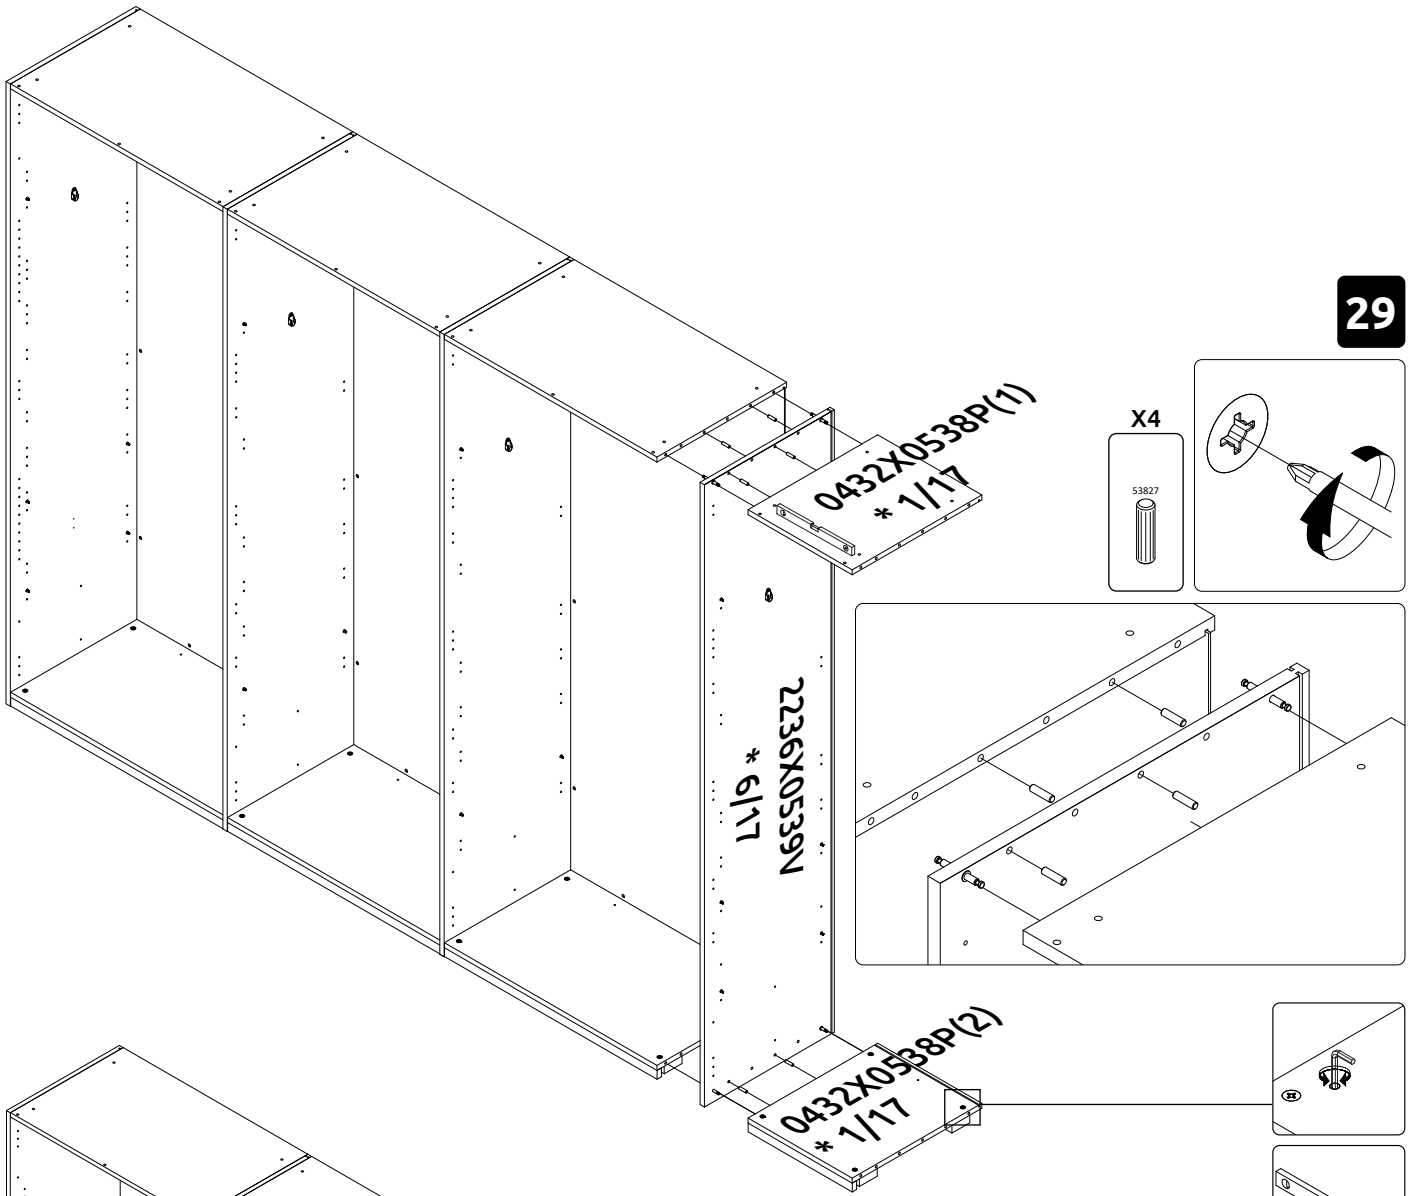 29
X4
53827
0432X0538P(1)
* 1/17
2236X0539V
* 6/17
0432X0538P(2)
* 1/17